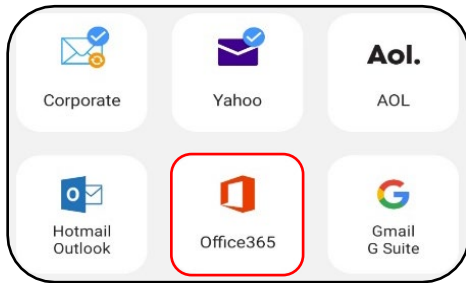 Aol.
Corporate
Yahoo
AOL
Hotmail
Outlook
Office365
Gmail
G Suite